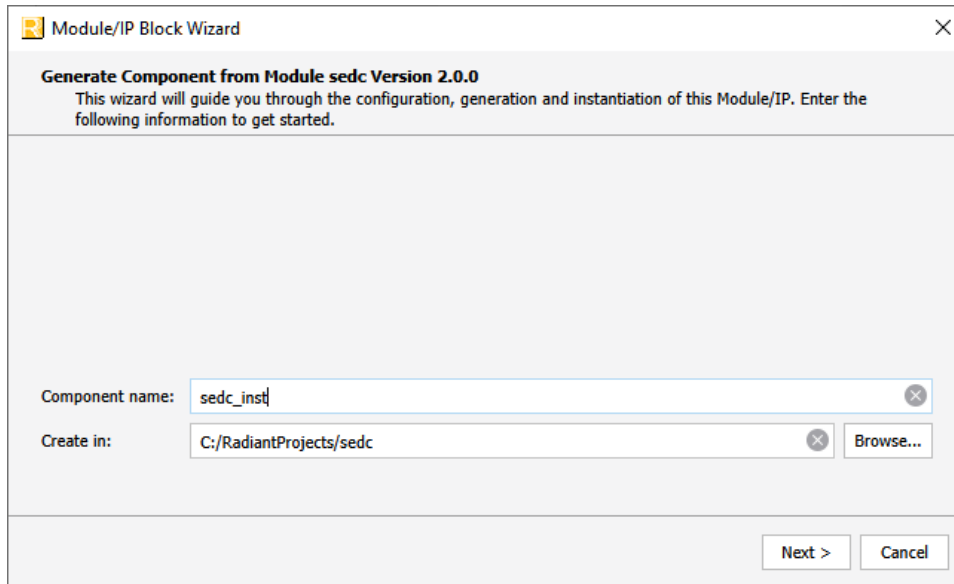 Module/IP Block Wizard
Generate Component from Module sedc Version 2.0.0
This wizard will guide you through the configuration, generation and instantiation of this Module/IP. Enter the
following information to get started.
Component name: sedc_inst
Create in: C:/RadiantProjects/sedc Browse...
Next > Cancel